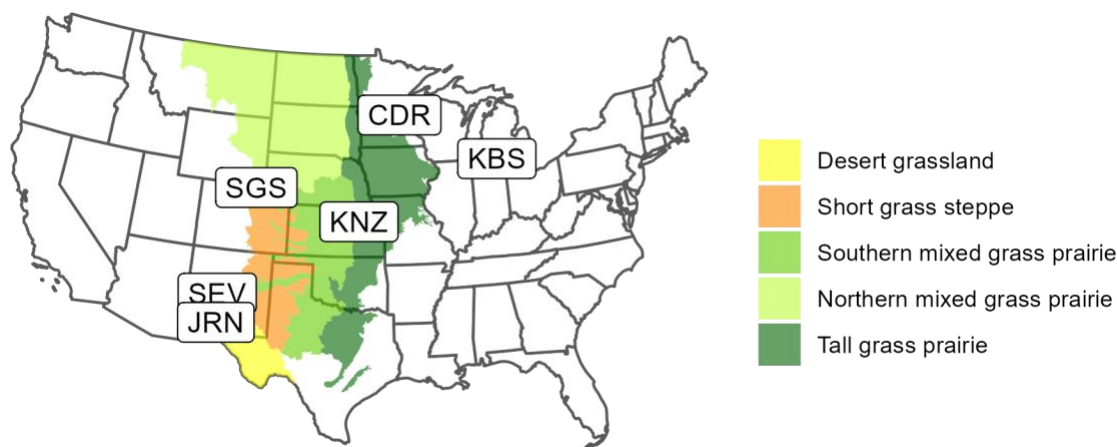 CDR
KBS
SGS
KNZ
SEV
JRN
Desert grassland
Short grass steppe
Southern mixed grass prairie
Northern mixed grass prairie
Tall grass prairie